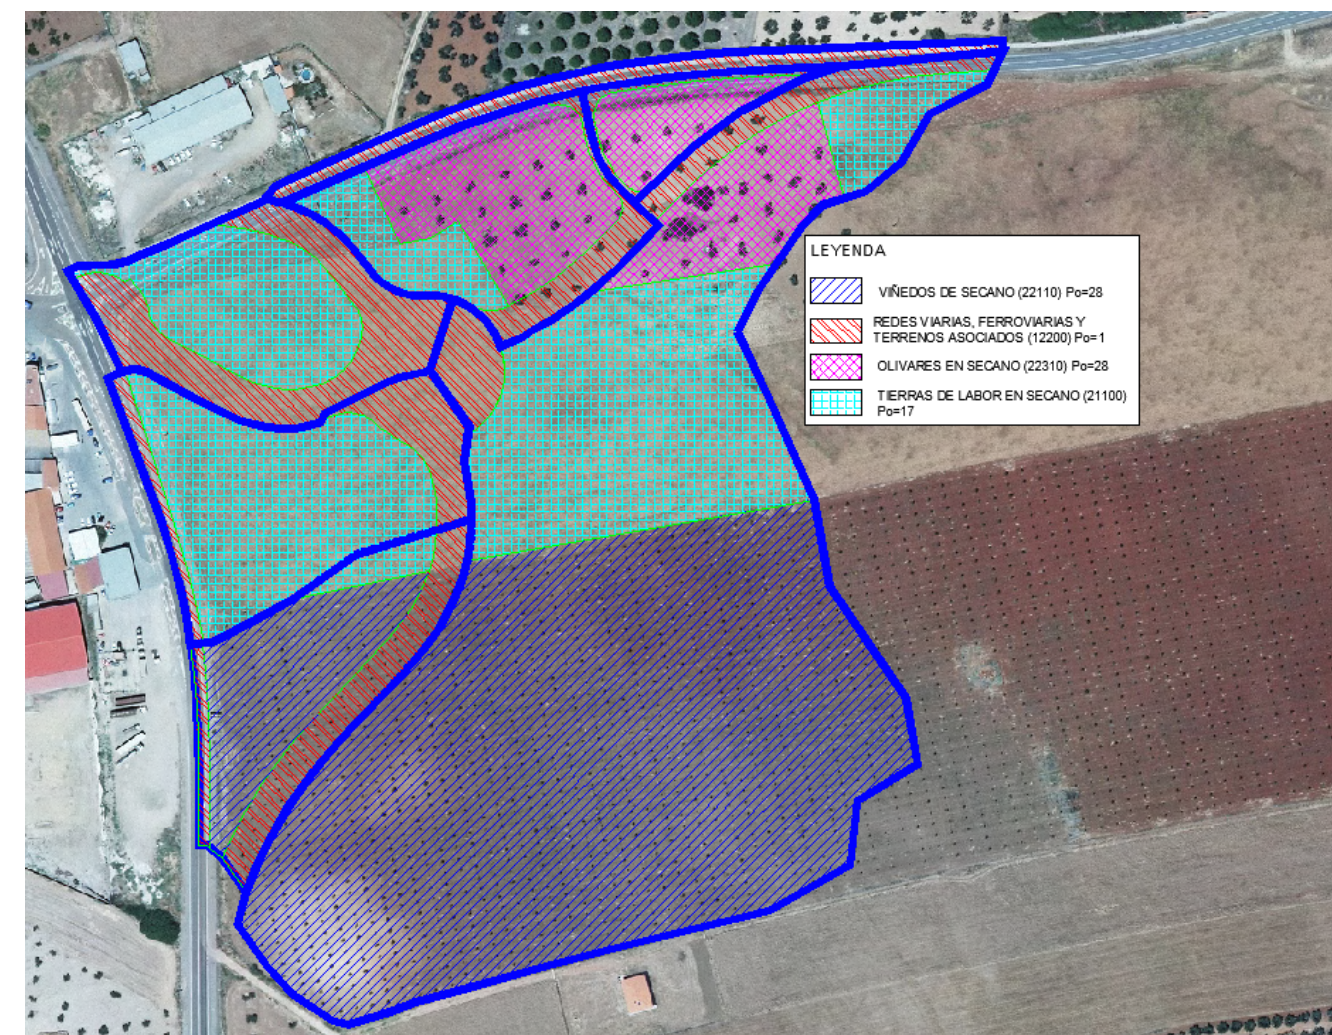 LEYENDA
VIÑEDOS DE SECANO (22110) Po=28
REDES VIARIAS, FERROVIARIAS Y
TERRENOS ASOCIADOS (12200) Po=1
OLIVARES EN SECANO (22310) Po=28
TIERRAS DE LABOR EN SECANO (21100)
Po=17